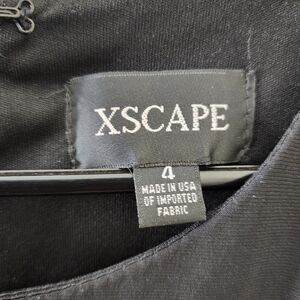 XSCAPE
4
MADE IN USA
OF IMPORTED
FABRIC